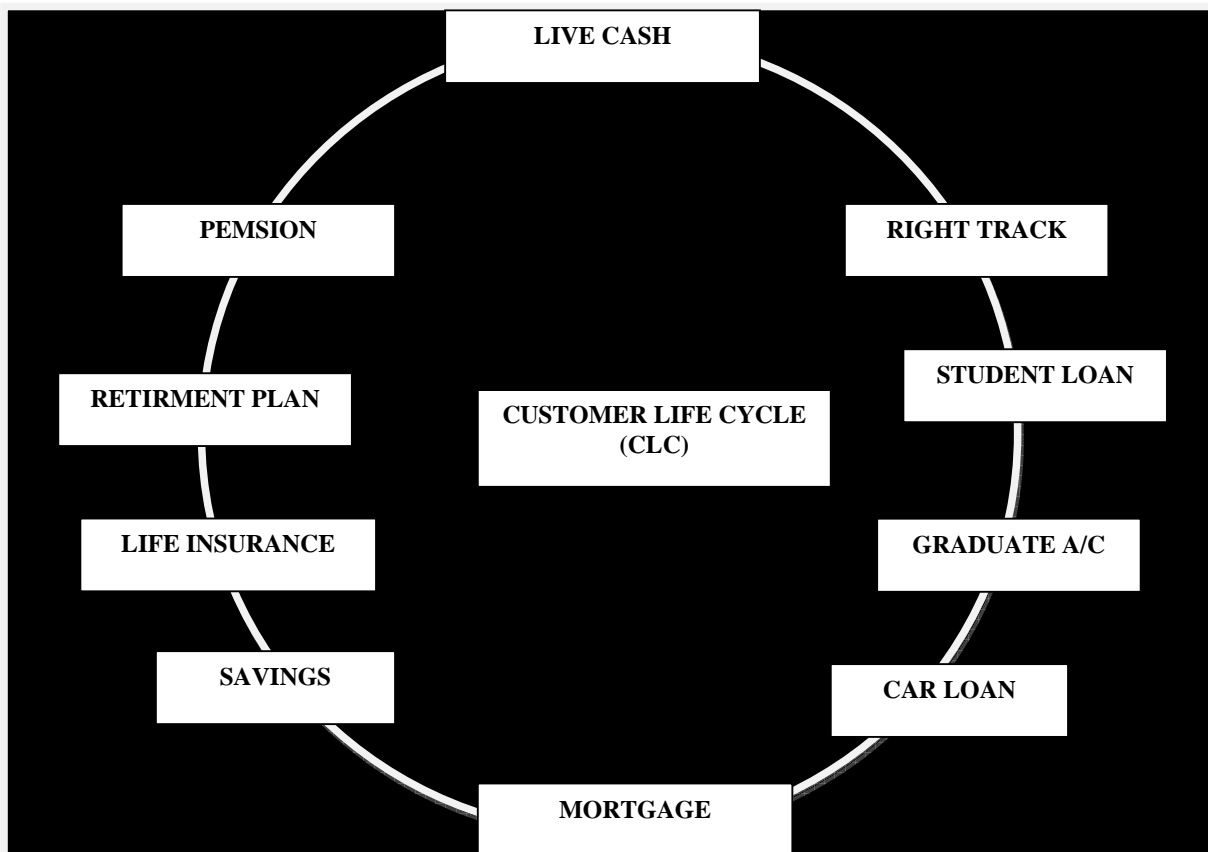 LIVE CASH
PEMSION
RIGHT TRACK
STUDENT LOAN
RETIRMENT PLAN
CUSTOMER LIFE CYCLE
(CLC)
LIFE INSURANCE
GRADUATE A/C
SAVINGS
CAR LOAN
MORTGAGE